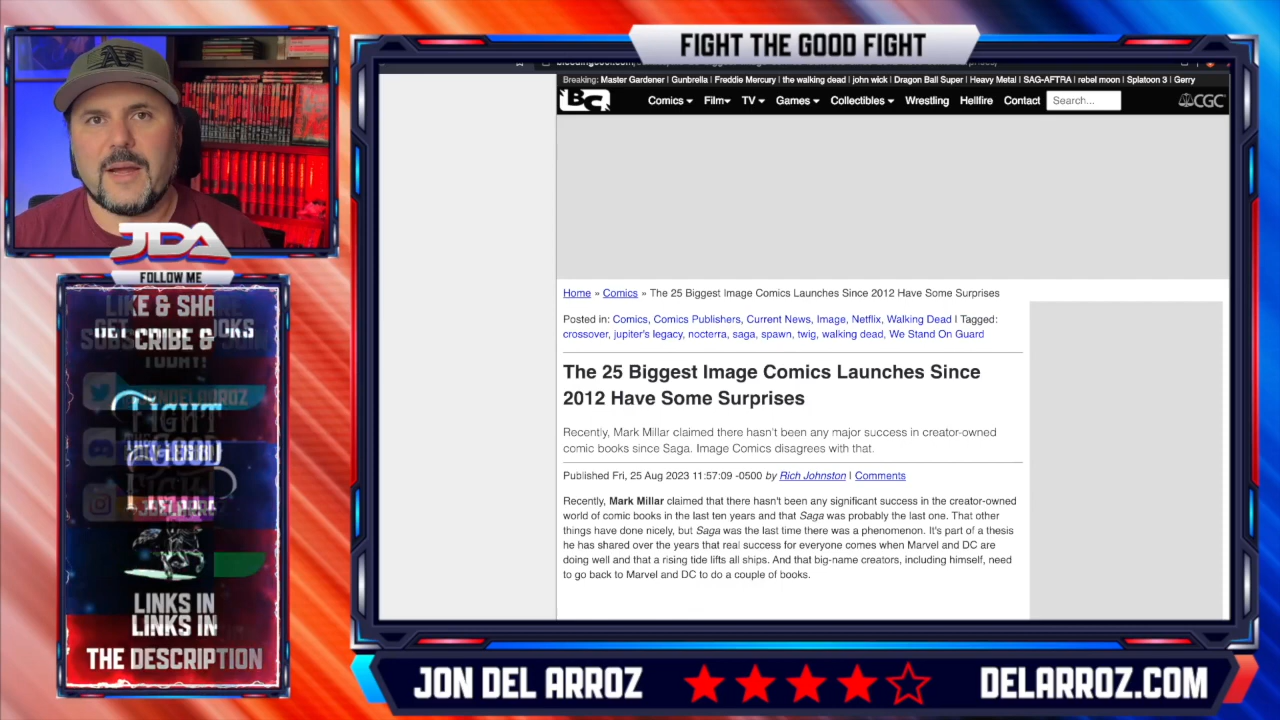 FIGHT THE GOOD FIGHT
Breaking: Master Gardener | Gunbrella | Freddie Mercury | the walking dead | john wick | Dragon Ball Super | Heavy Metal | SAG-AFTRA | rebel moon | Splatoon 3 | Gerry
BC
Comics Film TV Games Collectibles Wrestling Hellfire Contact Search... CGC
Home » Comics » The 25 Biggest Image Comics Launches Since 2012 Have Some Surprises
Posted in: Comics, Comics Publishers, Current News, Image, Netflix, Walking Dead | Tagged:
crossover, jupiter's legacy, nocterra, saga, spawn, twig, walking dead, We Stand On Guard
The 25 Biggest Image Comics Launches Since
2012 Have Some Surprises
Recently, Mark Millar claimed there hasn't been any major success in creator-owned
comic books since Saga. Image Comics disagrees with that.
Published Fri, 25 Aug 2023 11:57:09 -0500 by Rich Johnston | Comments
Recently, Mark Millar claimed that there hasn't been any significant success in the creator-owned
world of comic books in the last ten years and that Saga was probably the last one. That other
things have done nicely, but Saga was the last time there was a phenomenon. It's part of a thesis
he has shared over the years that real success for everyone comes when Marvel and DC are
doing well and that a rising tide lifts all ships. And that big-name creators, including himself, need
to go back to Marvel and DC to do a couple of books.
JDA
FOLLOW ME
LIKE & SHARE
TODAY!
FIGHT
GOOD
LINKS IN
LINKS IN
THE DESCRIPTION
JON DEL ARROZ
DELARROZ.COM